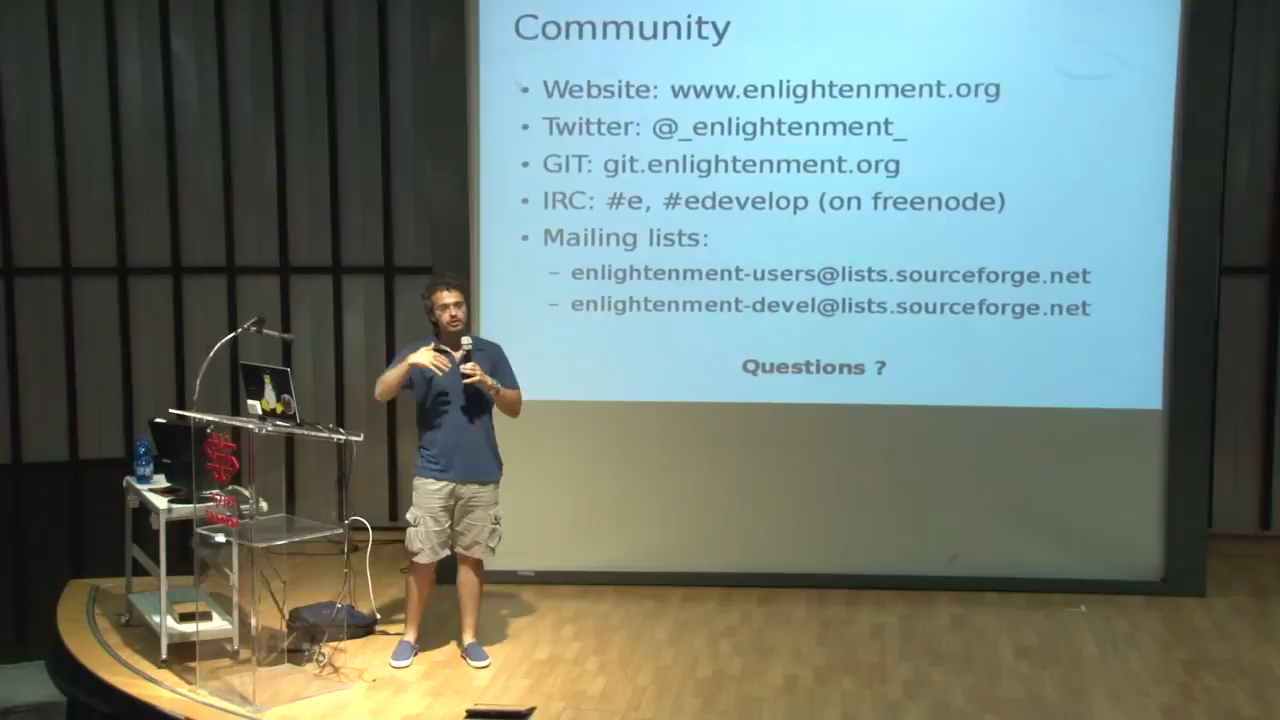 Community
• Website: www.enlightenment.org
• Twitter: @_enlightenment_
• GIT: git.enlightenment.org
• IRC: #e, #edevelop (on freenode)
• Mailing lists:
– enlightenment-users@lists.sourceforge.net
– enlightenment-devel@lists.sourceforge.net
Questions ?